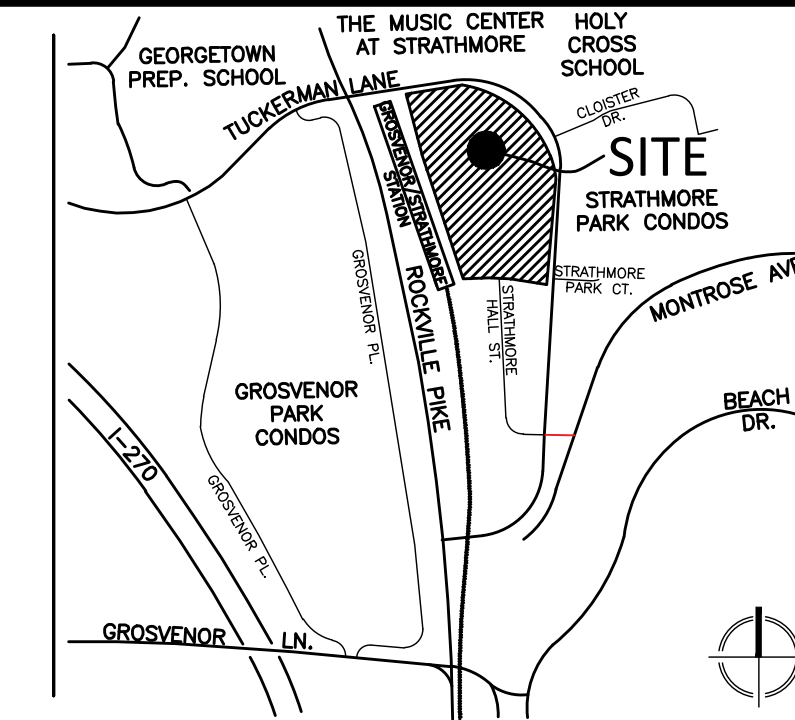 THE MUSIC CENTER
AT STRATHMORE
HOLY
CROSS
SCHOOL
GEORGETOWN
PREP. SCHOOL
TUCKERMAN LANE
CLOISTER
DR.
SITE
GROSVENOR/STRATHMORE
STATION
STRATHMORE
PARK CONDOS
STRATHMORE
PARK CT.
MONTROSE AVE
GROSVENOR PL.
ROCKVILLE PIKE
STRATHMORE
HALL ST.
GROSVENOR
PARK
CONDOS
BEACH
DR.
I-270
GROSVENOR PL.
GROSVENOR LN.